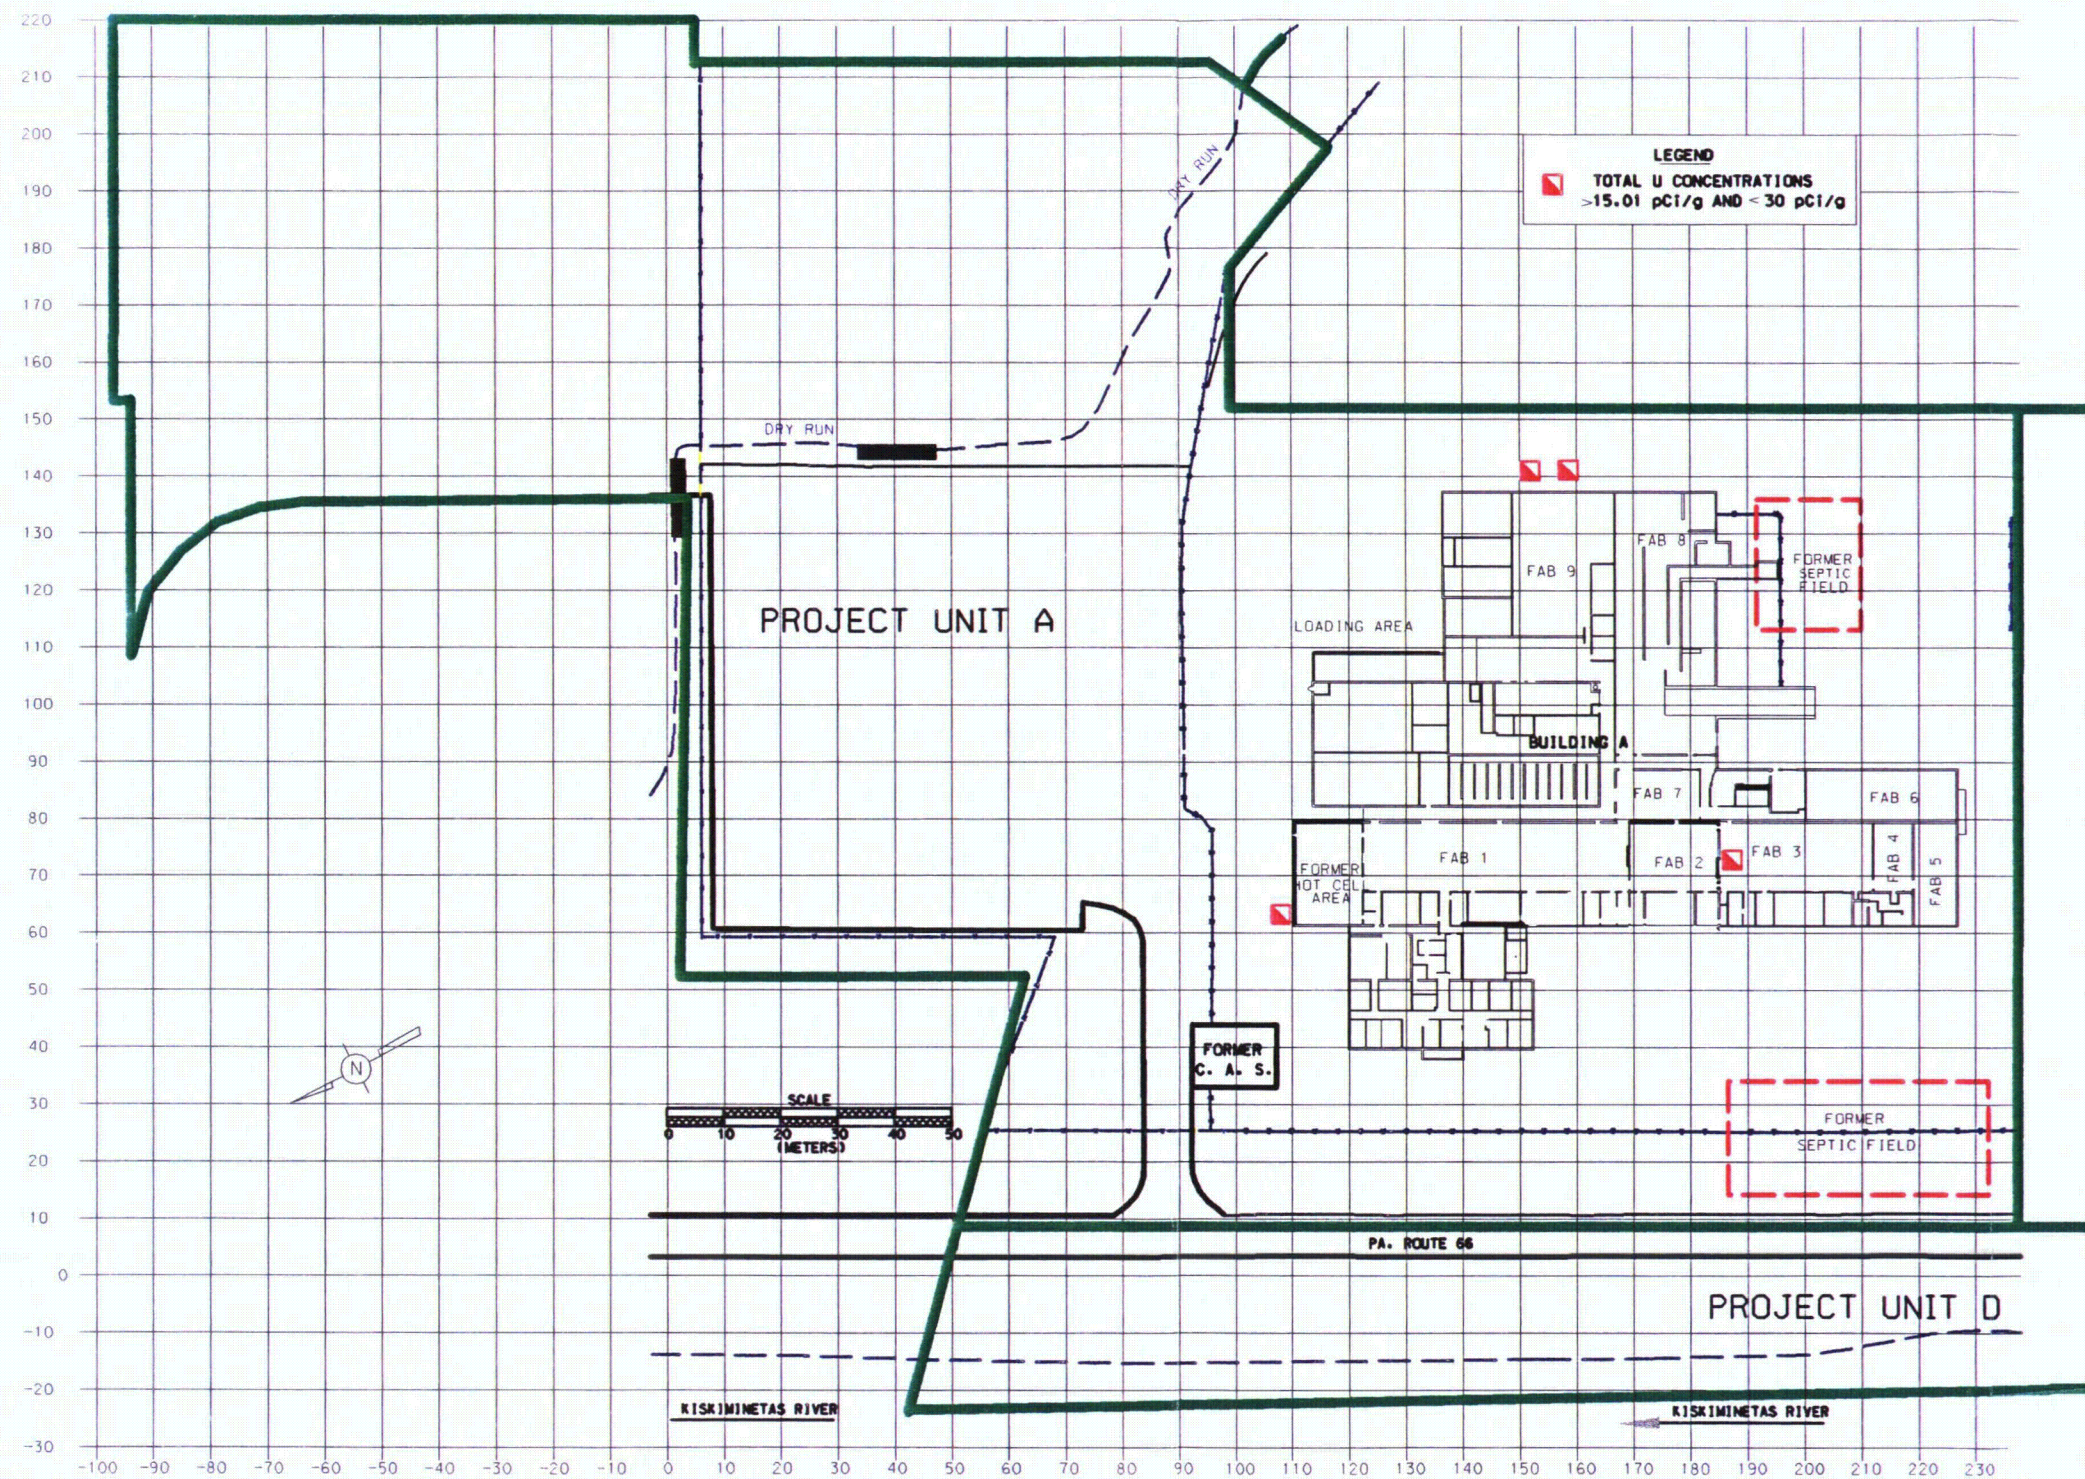 220
210
200
190
180
170
160
150
140
130
120
110
100
90
80
70
60
50
40
30
20
10
0
-10
-20
-30
LEGEND
TOTAL U CONCENTRATIONS
>15.01 pCi/g AND < 30 pCi/g
DRY RUN
DRY RUN
PROJECT UNIT A
FAB 8
FAB 9
FORMER
SEPTIC
FIELD
LOADING AREA
BUILDING A
FAB 7
FAB 6
FAB 1
FAB 2
FAB 3
FAB 4
FAB 5
FORMER
HOT CELL
AREA
FORMER
C. A. S.
N
SCALE
0 10 20 30 40 50
(METERS)
FORMER
SEPTIC FIELD
PA. ROUTE 66
PROJECT UNIT D
KISKIMINETAS RIVER
KISKIMINETAS RIVER
-100 -90 -80 -70 -60 -50 -40 -30 -20 -10 0 10 20 30 40 50 60 70 80 90 100 110 120 130 140 150 160 170 180 190 200 210 220 230